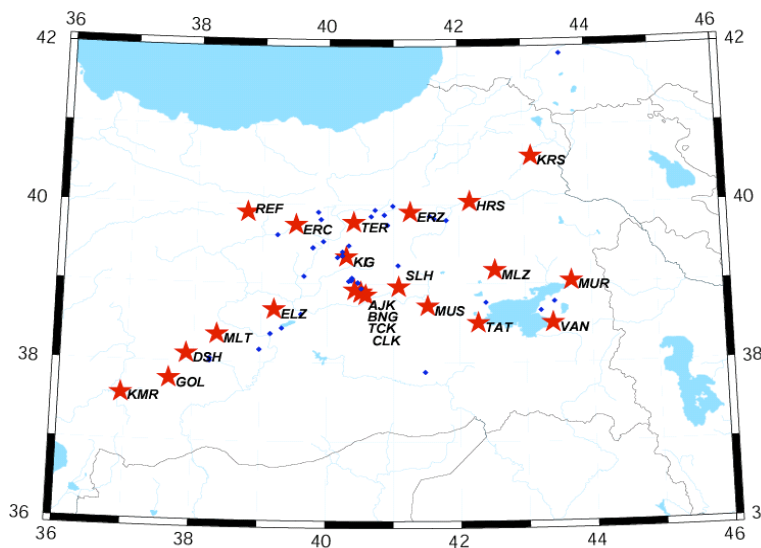 36 38 40 42 44 46
42 42
KRS
40 40
REF HRS
ERC TER ERZ
KIG
SLH MLZ MUR
AJK
BNG
TCK
CLK
MUS
ELZ
TAT VAN
MLT
38 38
DSH
GOL
KMR
36 3
36 38 40 42 44 46